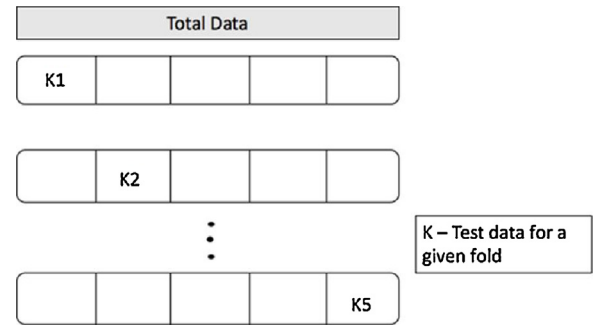 Total Data
K1
K2
K – Test data for a
given fold
K5